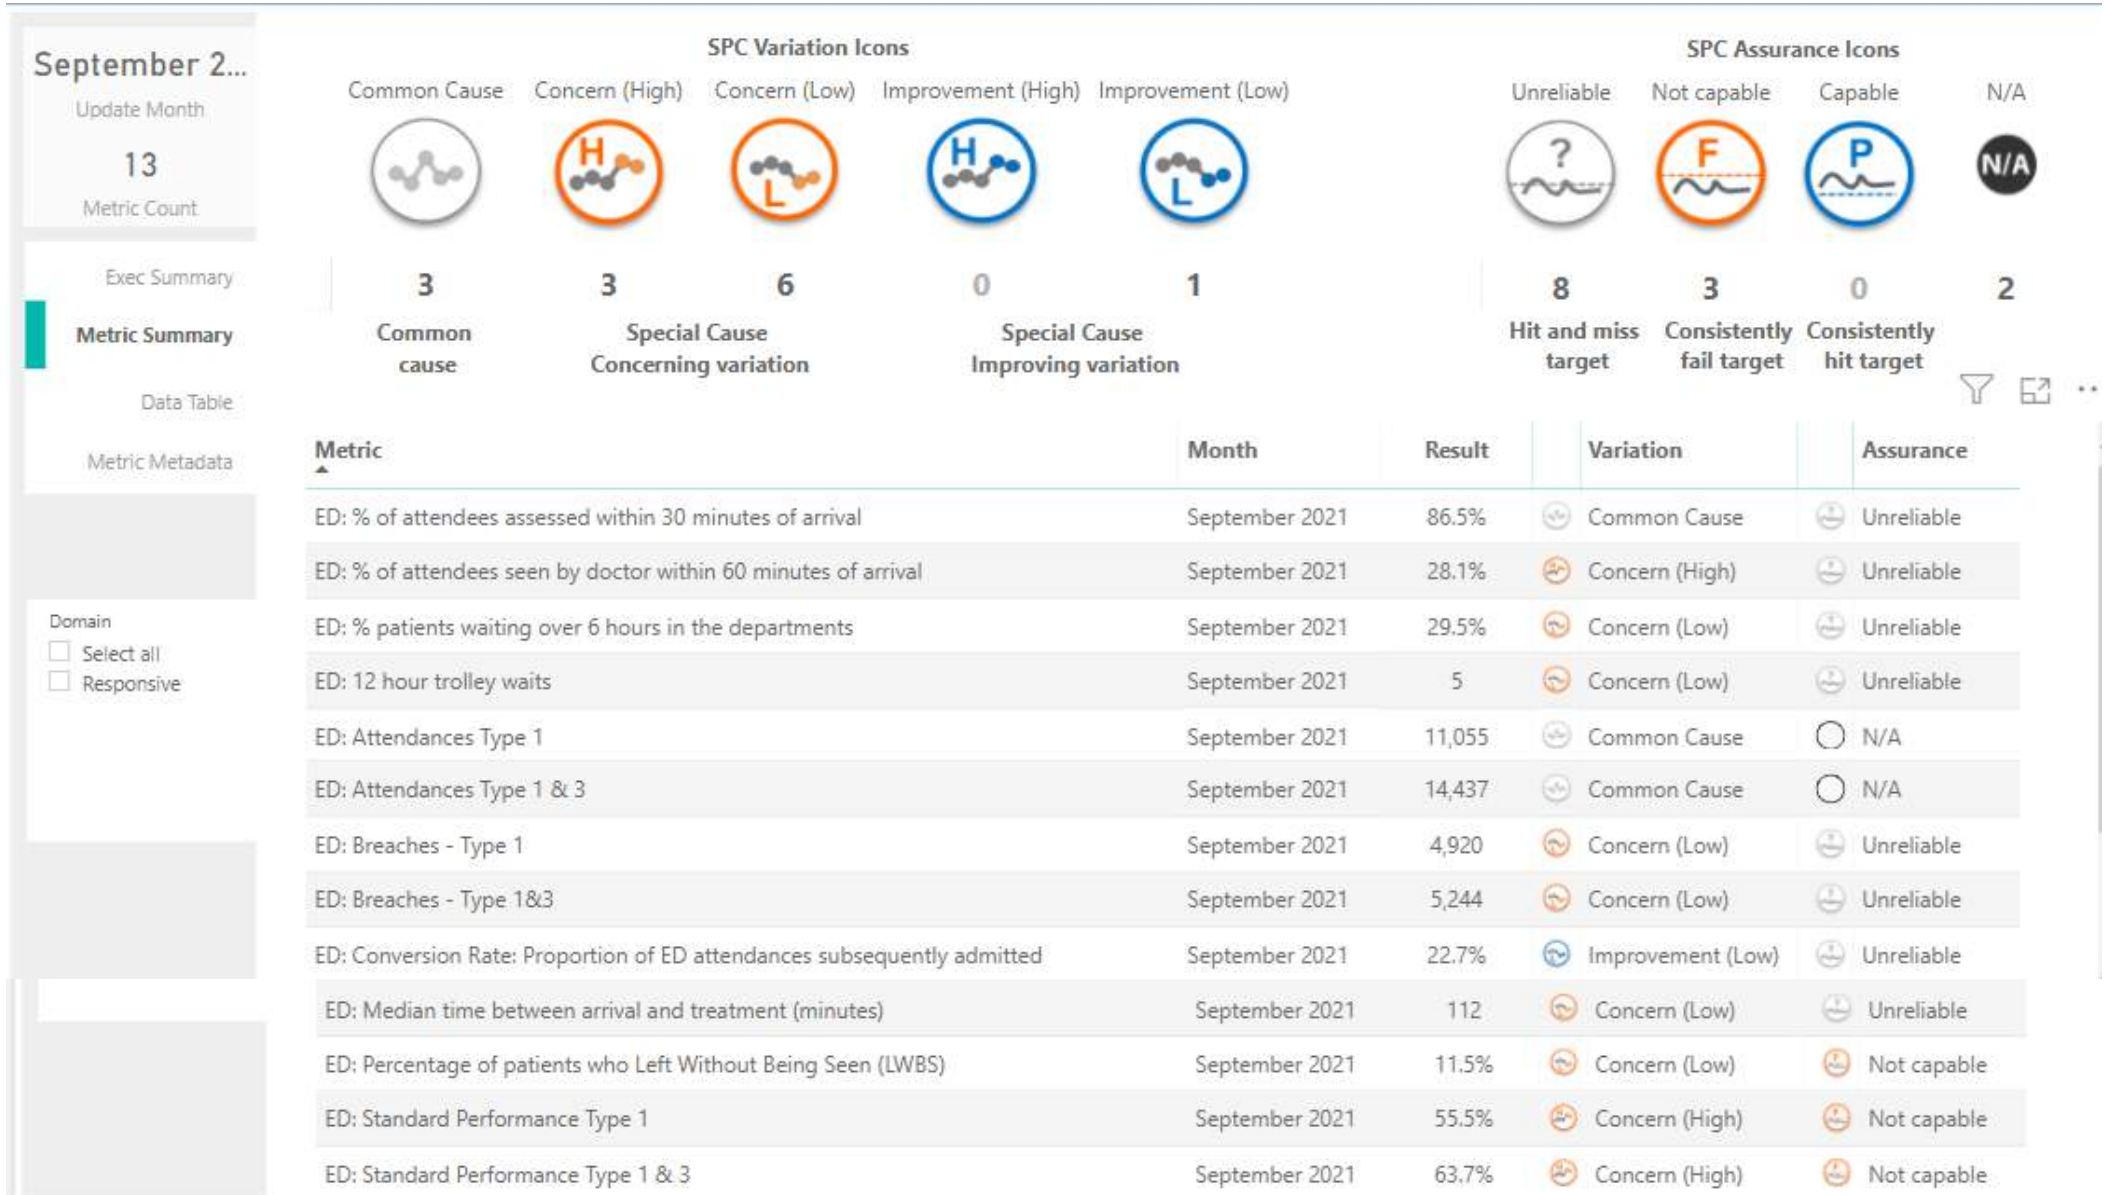 September 2...
Update Month
13
Metric Count
Exec Summary
Metric Summary
Data Table
Metric Metadata
Domain
Select all
Responsive
SPC Variation Icons
Common Cause Concern (High) Concern (Low) Improvement (High) Improvement (Low)
H L H L
3 3 6 0 1
Common cause
Special Cause Concerning variation
Special Cause Improving variation
SPC Assurance Icons
Unreliable Not capable Capable N/A
? F P N/A
8 3 0 2
Hit and miss target
Consistently fail target
Consistently hit target
Metric Month Result Variation Assurance
ED: % of attendees assessed within 30 minutes of arrival September 2021 86.5% Common Cause Unreliable
ED: % of attendees seen by doctor within 60 minutes of arrival September 2021 28.1% Concern (High) Unreliable
ED: % patients waiting over 6 hours in the departments September 2021 29.5% Concern (Low) Unreliable
ED: 12 hour trolley waits September 2021 5 Concern (Low) Unreliable
ED: Attendances Type 1 September 2021 11,055 Common Cause N/A
ED: Attendances Type 1 & 3 September 2021 14,437 Common Cause N/A
ED: Breaches - Type 1 September 2021 4,920 Concern (Low) Unreliable
ED: Breaches - Type 1&3 September 2021 5,244 Concern (Low) Unreliable
ED: Conversion Rate: Proportion of ED attendances subsequently admitted September 2021 22.7% Improvement (Low) Unreliable
ED: Median time between arrival and treatment (minutes) September 2021 112 Concern (Low) Unreliable
ED: Percentage of patients who Left Without Being Seen (LWBS) September 2021 11.5% Concern (Low) Not capable
ED: Standard Performance Type 1 September 2021 55.5% Concern (High) Not capable
ED: Standard Performance Type 1 & 3 September 2021 63.7% Concern (High) Not capable